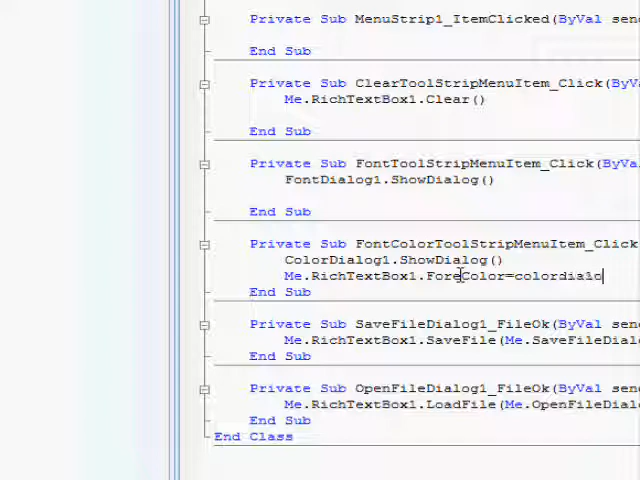 Private Sub MenuStrip1_ItemClicked(ByVal sen
End Sub
Private Sub ClearToolStripMenuItem_Click(ByV
Me.RichTextBox1.Clear()
End Sub
Private Sub FontToolStripMenuItem_Click(ByVa
FontDialog1.ShowDialog()
End Sub
Private Sub FontColorToolStripMenuItem_Click
ColorDialog1.ShowDialog()
Me.RichTextBox1.ForeColor=colordialo
End Sub
Private Sub SaveFileDialog1_FileOk(ByVal sen
Me.RichTextBox1.SaveFile(Me.SaveFileDial
End Sub
Private Sub OpenFileDialog1_FileOk(ByVal sen
Me.RichTextBox1.LoadFile(Me.OpenFileDial
End Sub
End Class